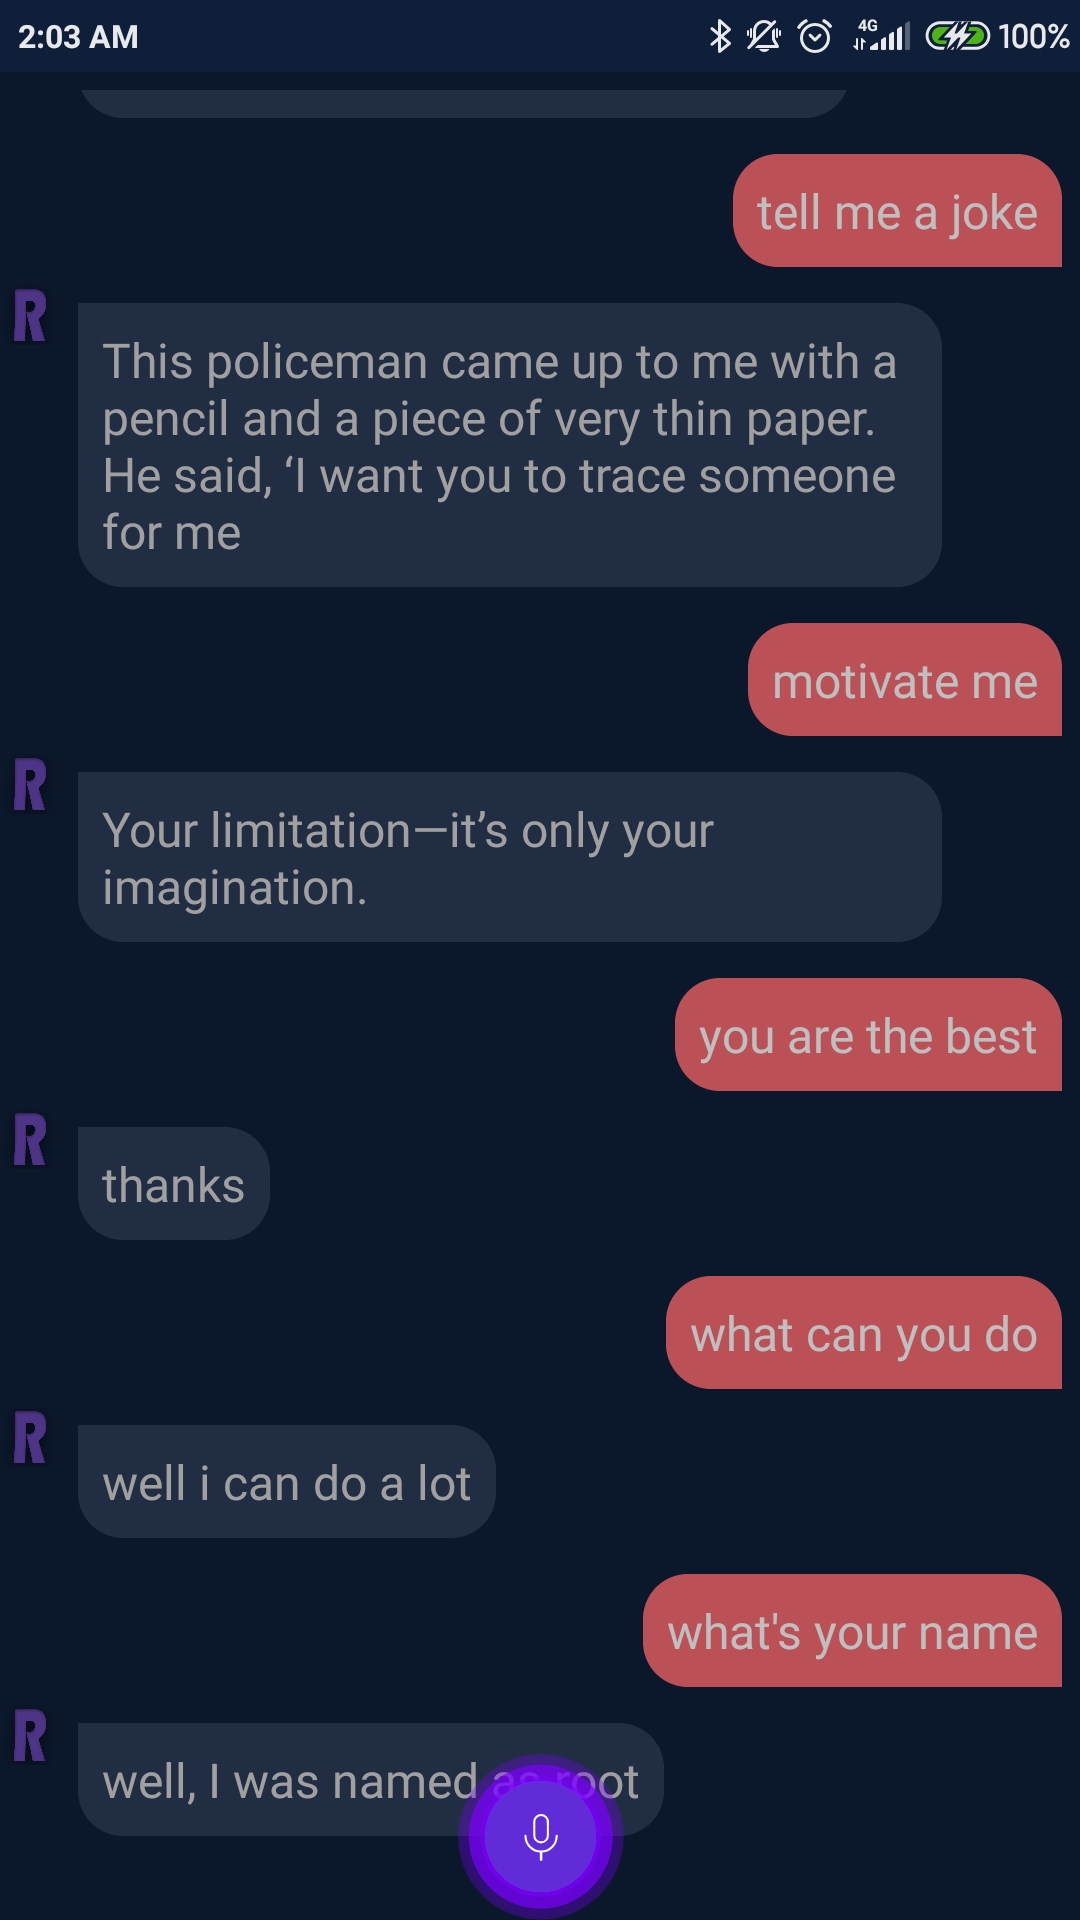 2:03 AM
4G
100%
tell me a joke
R
This policeman came up to me with a
pencil and a piece of very thin paper.
He said, ‘I want you to trace someone
for me
motivate me
R
Your limitation—it’s only your
imagination.
you are the best
R
thanks
what can you do
R
well i can do a lot
what's your name
R
well, I was named as root